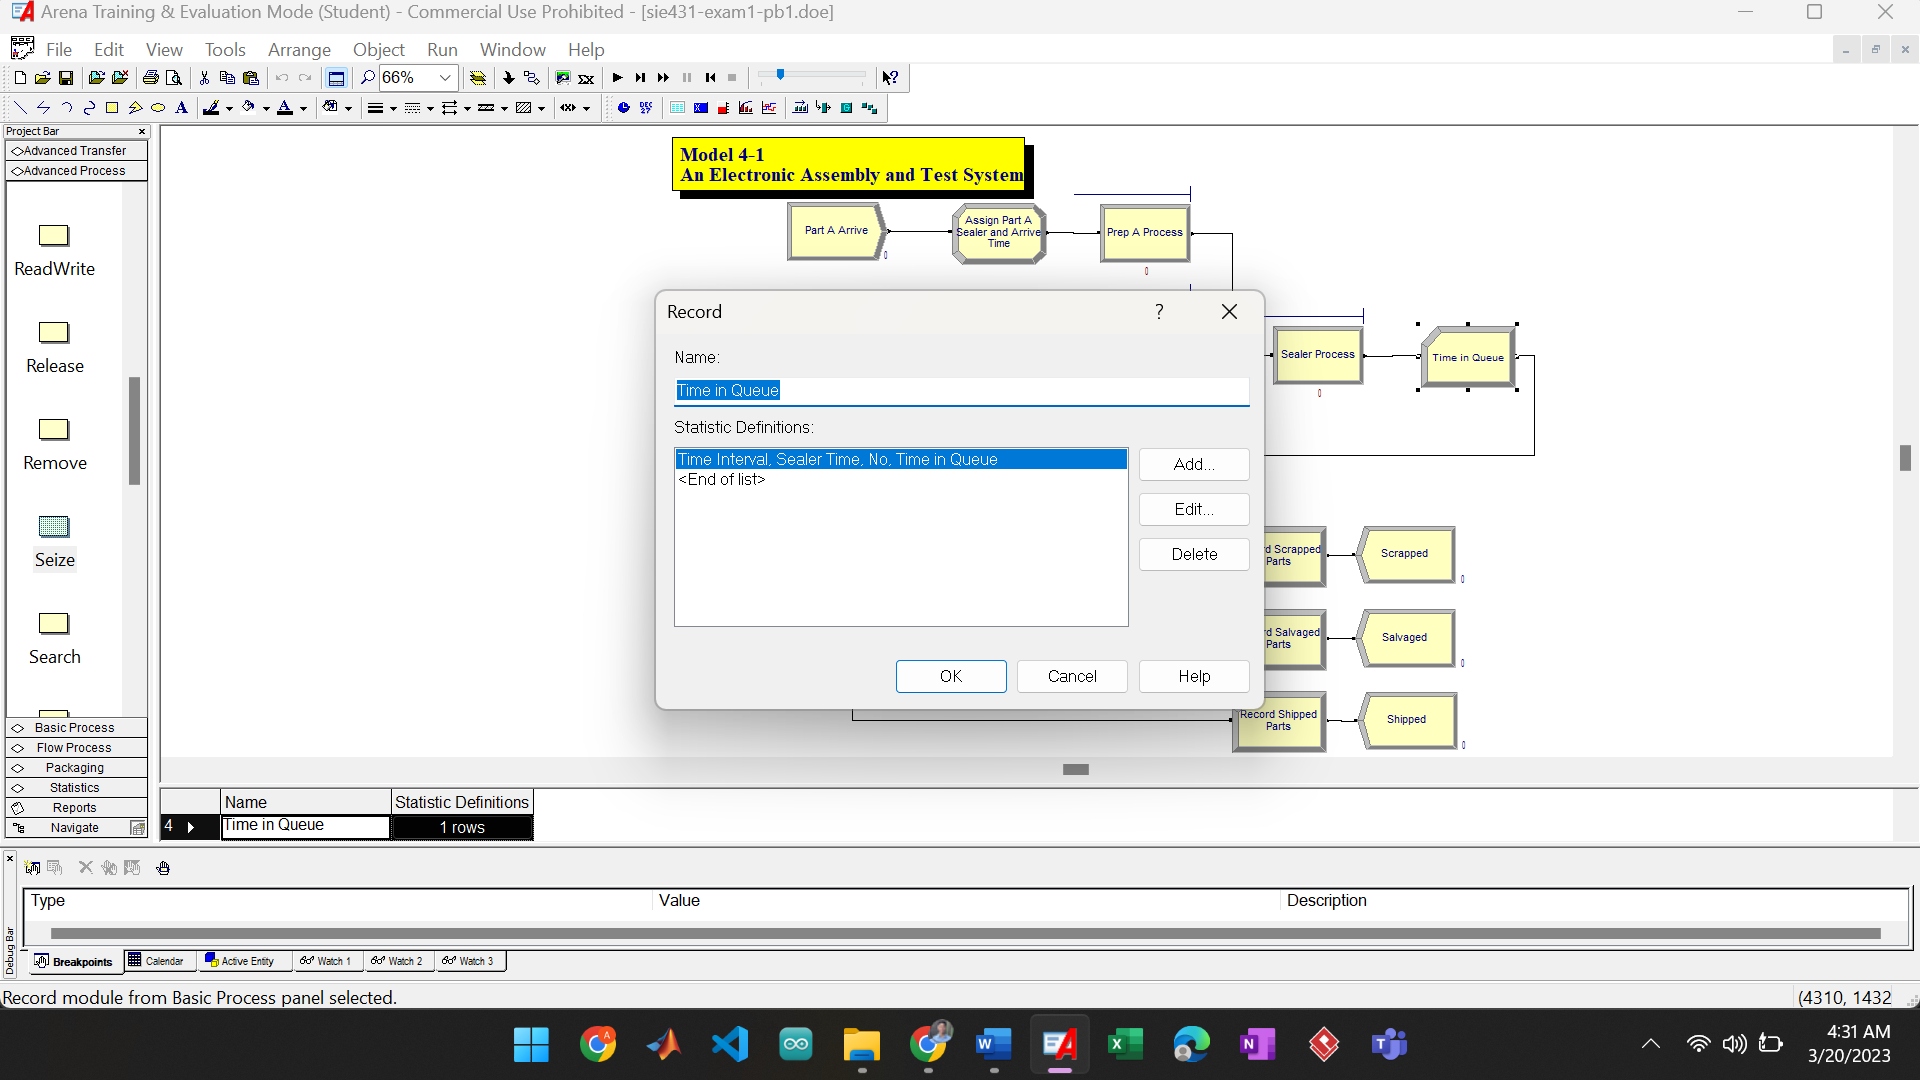 Arena Training & Evaluation Mode (Student) - Commercial Use Prohibited - [sie431-exam1-pb1.doe]
File Edit View Tools Arrange Object Run Window Help
66%
Project Bar
Advanced Transfer
Advanced Process
ReadWrite
Release
Remove
Seize
Search
Basic Process
Flow Process
Packaging
Statistics
Reports
Navigate
Model 4-1
An Electronic Assembly and Test System
Part A Arrive
0
Assign Part A
Sealer and Arrive
Time
Prep A Process
0
Sealer Process
0
Time in Queue
Record
?
Name:
Time in Queue
Statistic Definitions:
Time Interval, Sealer Time, No, Time in Queue
<End of list>
Add...
Edit...
Delete
OK
Cancel
Help
d Scrapped
Parts
Scrapped
0
d Salvaged
Parts
Salvaged
0
Record Shipped
Parts
Shipped
0
Name
Statistic Definitions
4
Time in Queue
1 rows
Type
Value
Description
Debug Bar
Breakpoints
Calendar
Active Entity
Watch 1
Watch 2
Watch 3
Record module from Basic Process panel selected.
(4310, 1432
4:31 AM
3/20/2023